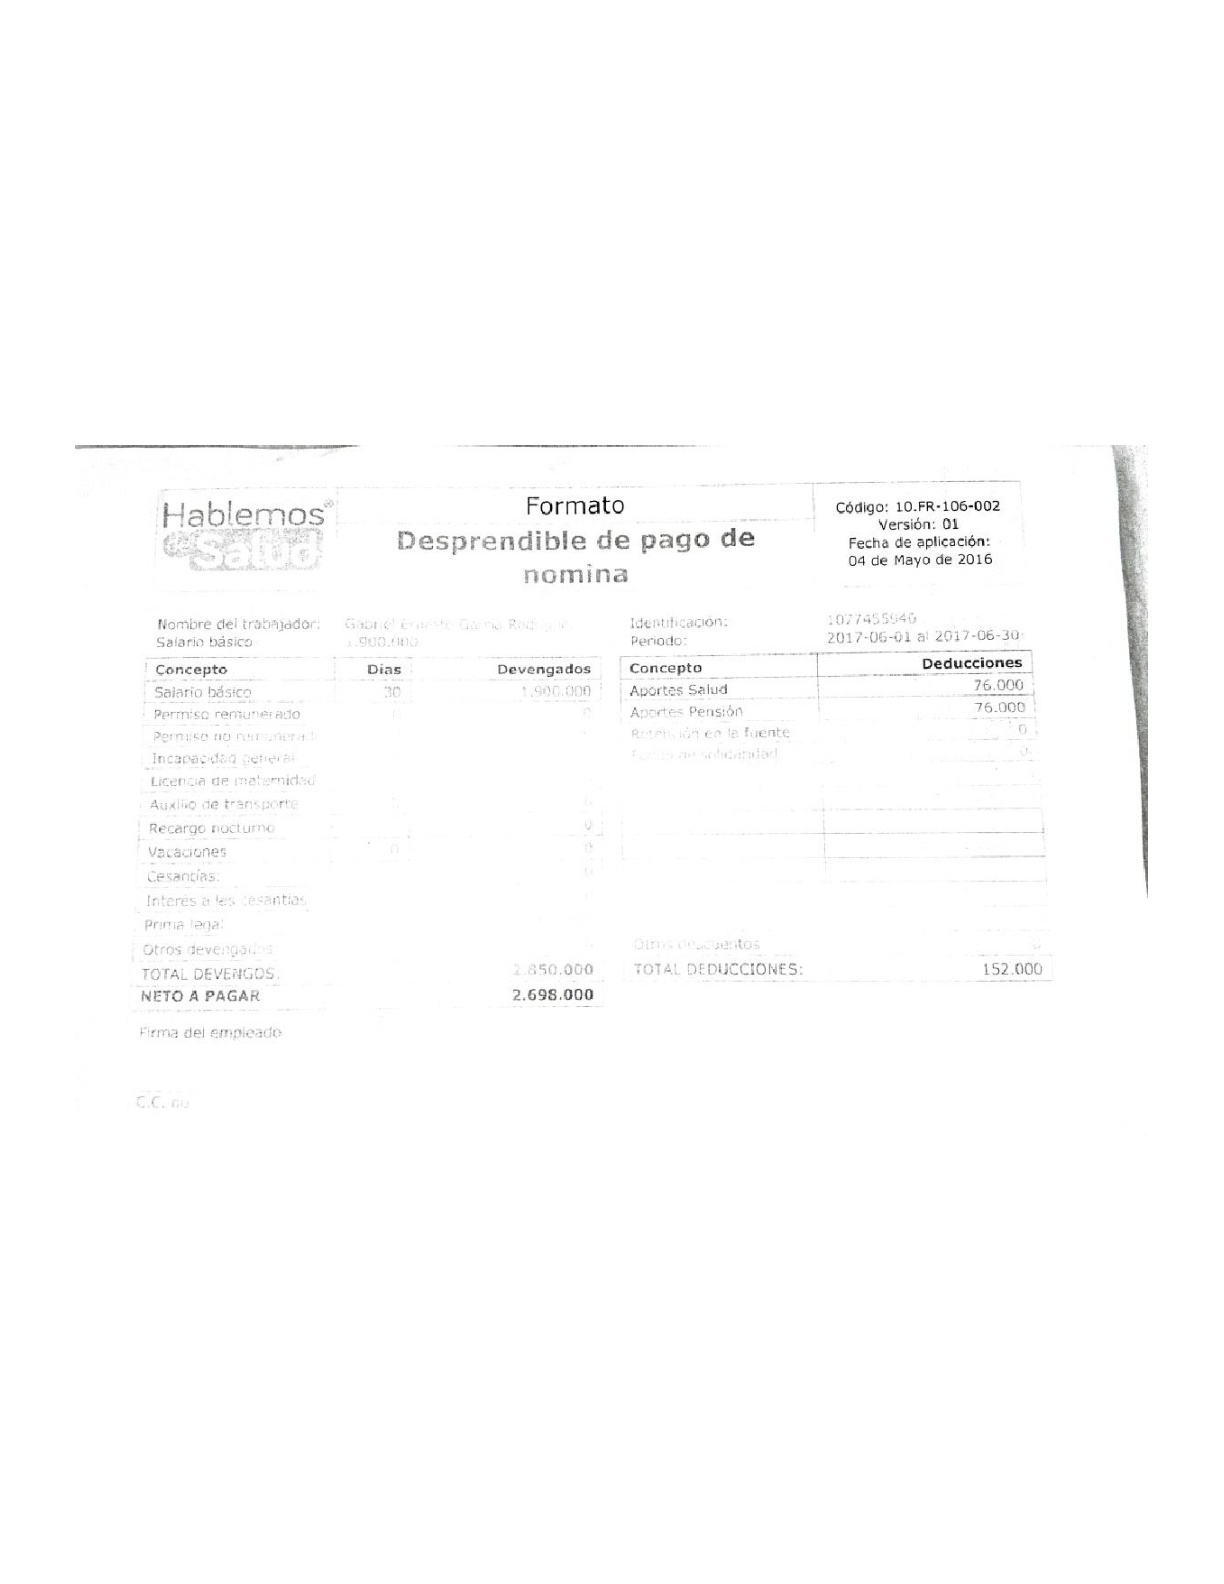 Hablemos®
de Salud
Formato
Desprendible de pago de
nomina
Código: 10.FR-106-002
Versión: 01
Fecha de aplicación:
04 de Mayo de 2016
Nombre del trabajador: Gabriel Ernesto
Salario básico 1.900.000
Identificación:
Periodo: 2017-06-01 al 2017-06-30
Concepto Dias Devengados
Salario básico 30 1.900.000
Permiso remunerado 0 0
Permiso no remunerado
Incapacidad general
Licencia de maternidad
Auxilio de transporte 0 0
Recargo nocturno 0
Vacaciones 0 0
Cesantías: 0
Interes a las cesantias
Prima legal
Otros devengados
TOTAL DEVENGOS: 2.850.000
NETO A PAGAR 2.698.000
Concepto Deducciones
Aportes Salud 76.000
Aportes Pensión 76.000
Retención en la fuente 0
Fondo de solidaridad 0
Otros descuentos 0
TOTAL DEDUCCIONES: 152.000
Firma del empleado
C.C. no